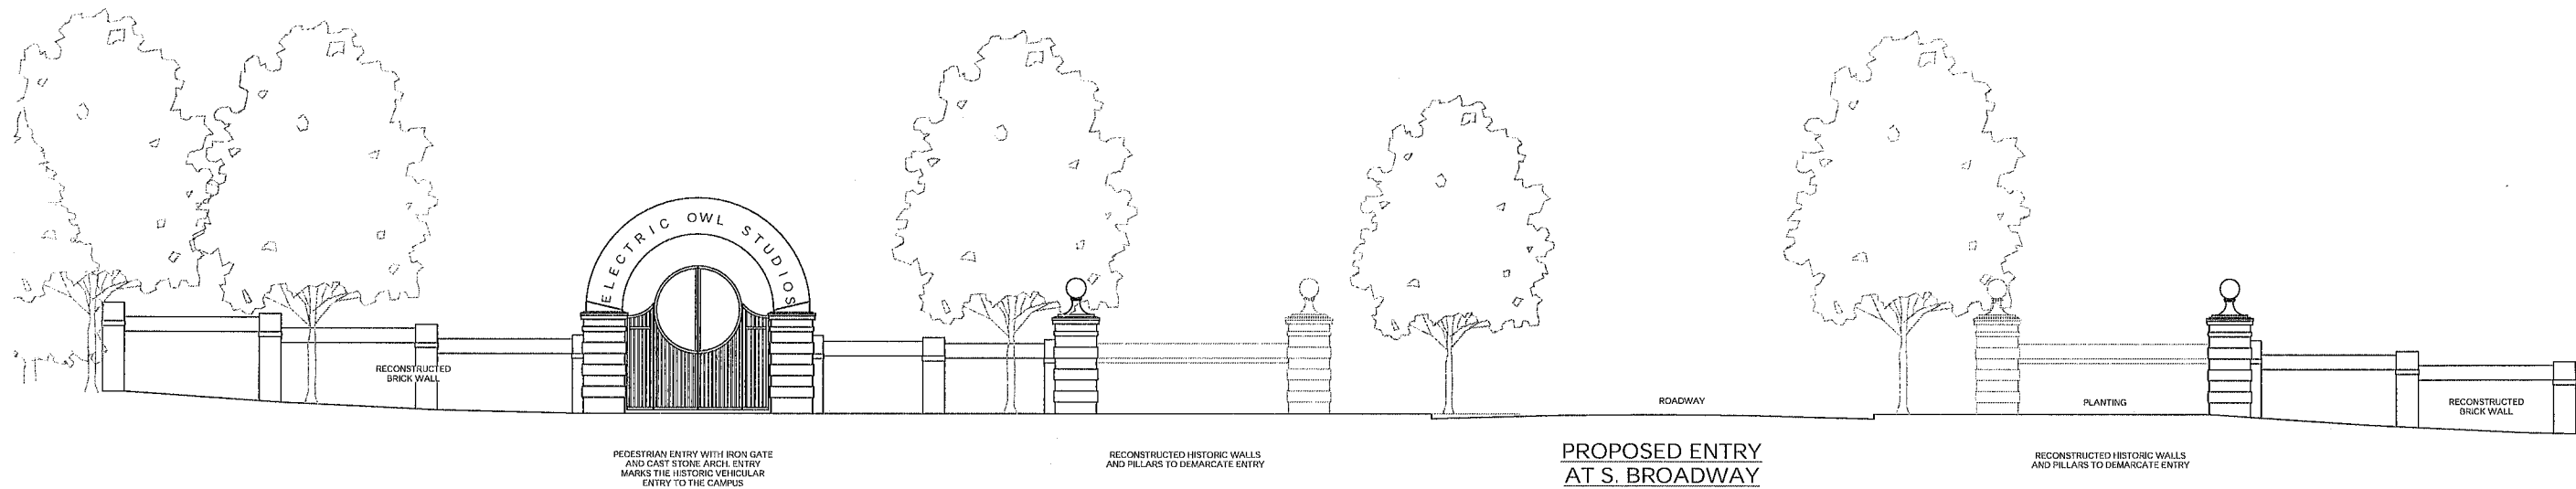 ELECTRIC OWL STUDIOS
RECONSTRUCTED
BRICK WALL
ROADWAY
PLANTING
RECONSTRUCTED
BRICK WALL
PEDESTRIAN ENTRY WITH IRON GATE
AND CAST STONE ARCH. ENTRY
MARKS THE HISTORIC VEHICULAR
ENTRY TO THE CAMPUS
RECONSTRUCTED HISTORIC WALLS
AND PILLARS TO DEMARCATE ENTRY
PROPOSED ENTRY
AT S. BROADWAY
RECONSTRUCTED HISTORIC WALLS
AND PILLARS TO DEMARCATE ENTRY